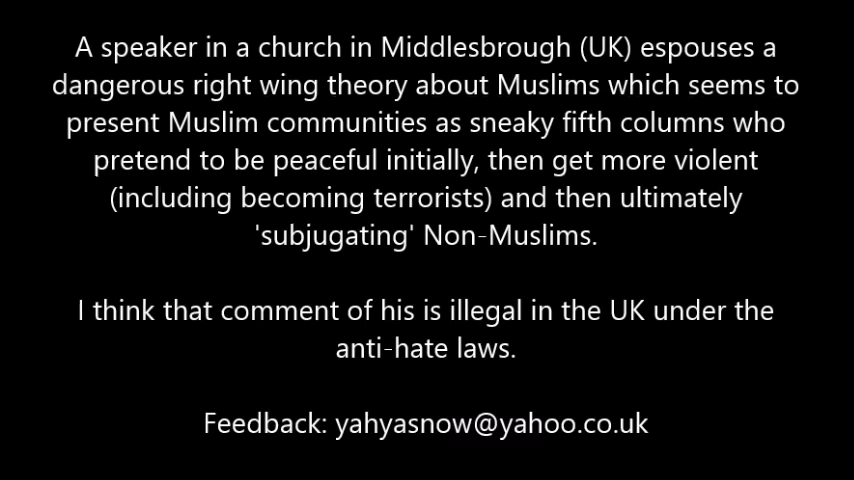 A speaker in a church in Middlesbrough (UK) espouses a
dangerous right wing theory about Muslims which seems to
present Muslim communities as sneaky fifth columns who
pretend to be peaceful initially, then get more violent
(including becoming terrorists) and then ultimately
'subjugating' Non-Muslims.
I think that comment of his is illegal in the UK under the
anti-hate laws.
Feedback: yahyasnow@yahoo.co.uk